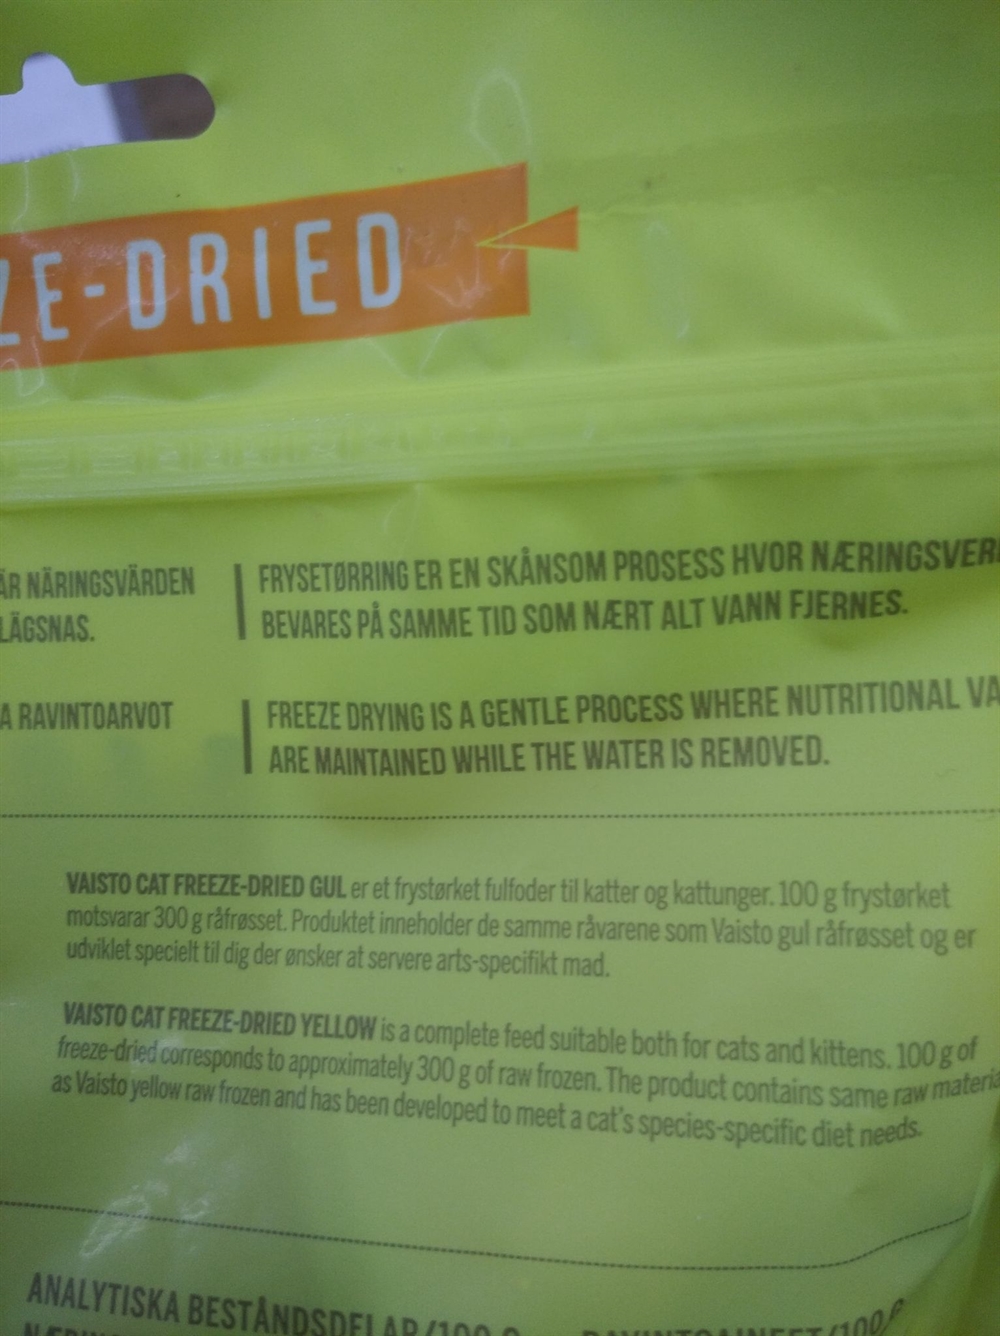 ZE-DRIED
ÄR NÄRINGSVÄRDEN
LÄGSNAS.
FRYSETØRRING ER EN SKÅNSOM PROSESS HVOR NÆRINGSVER
BEVARES PÅ SAMME TID SOM NÆRT ALT VANN FJERNES.
A RAVINTOARVOT
FREEZE DRYING IS A GENTLE PROCESS WHERE NUTRITIONAL VA
ARE MAINTAINED WHILE THE WATER IS REMOVED.
VAISTO CAT FREEZE-DRIED GUL er et frystørket fulfoder til katter og kattunger. 100 g frystørket
motsvarar 300 g råfrøsset. Produktet inneholder de samme råvarene som Vaisto gul råfrøsset og er
udviklet specielt til dig der ønsker at servere arts-specifikt mad.
VAISTO CAT FREEZE-DRIED YELLOW is a complete feed suitable both for cats and kittens. 100 g of
freeze-dried corresponds to approximately 300 g of raw frozen. The product contains same raw materia
as Vaisto yellow raw frozen and has been developed to meet a cat's species-specific diet needs.
ANALYTISKA BESTÅNDSDELAR/100 G